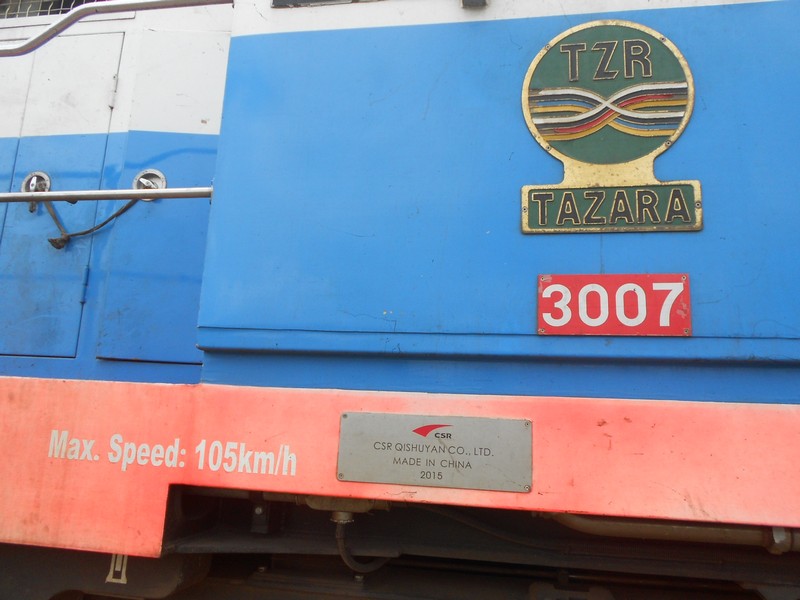 TZR
TAZARA
3007
Max. Speed: 105km/h
CSR
CSR QISHUYAN CO., LTD.
MADE IN CHINA
2015